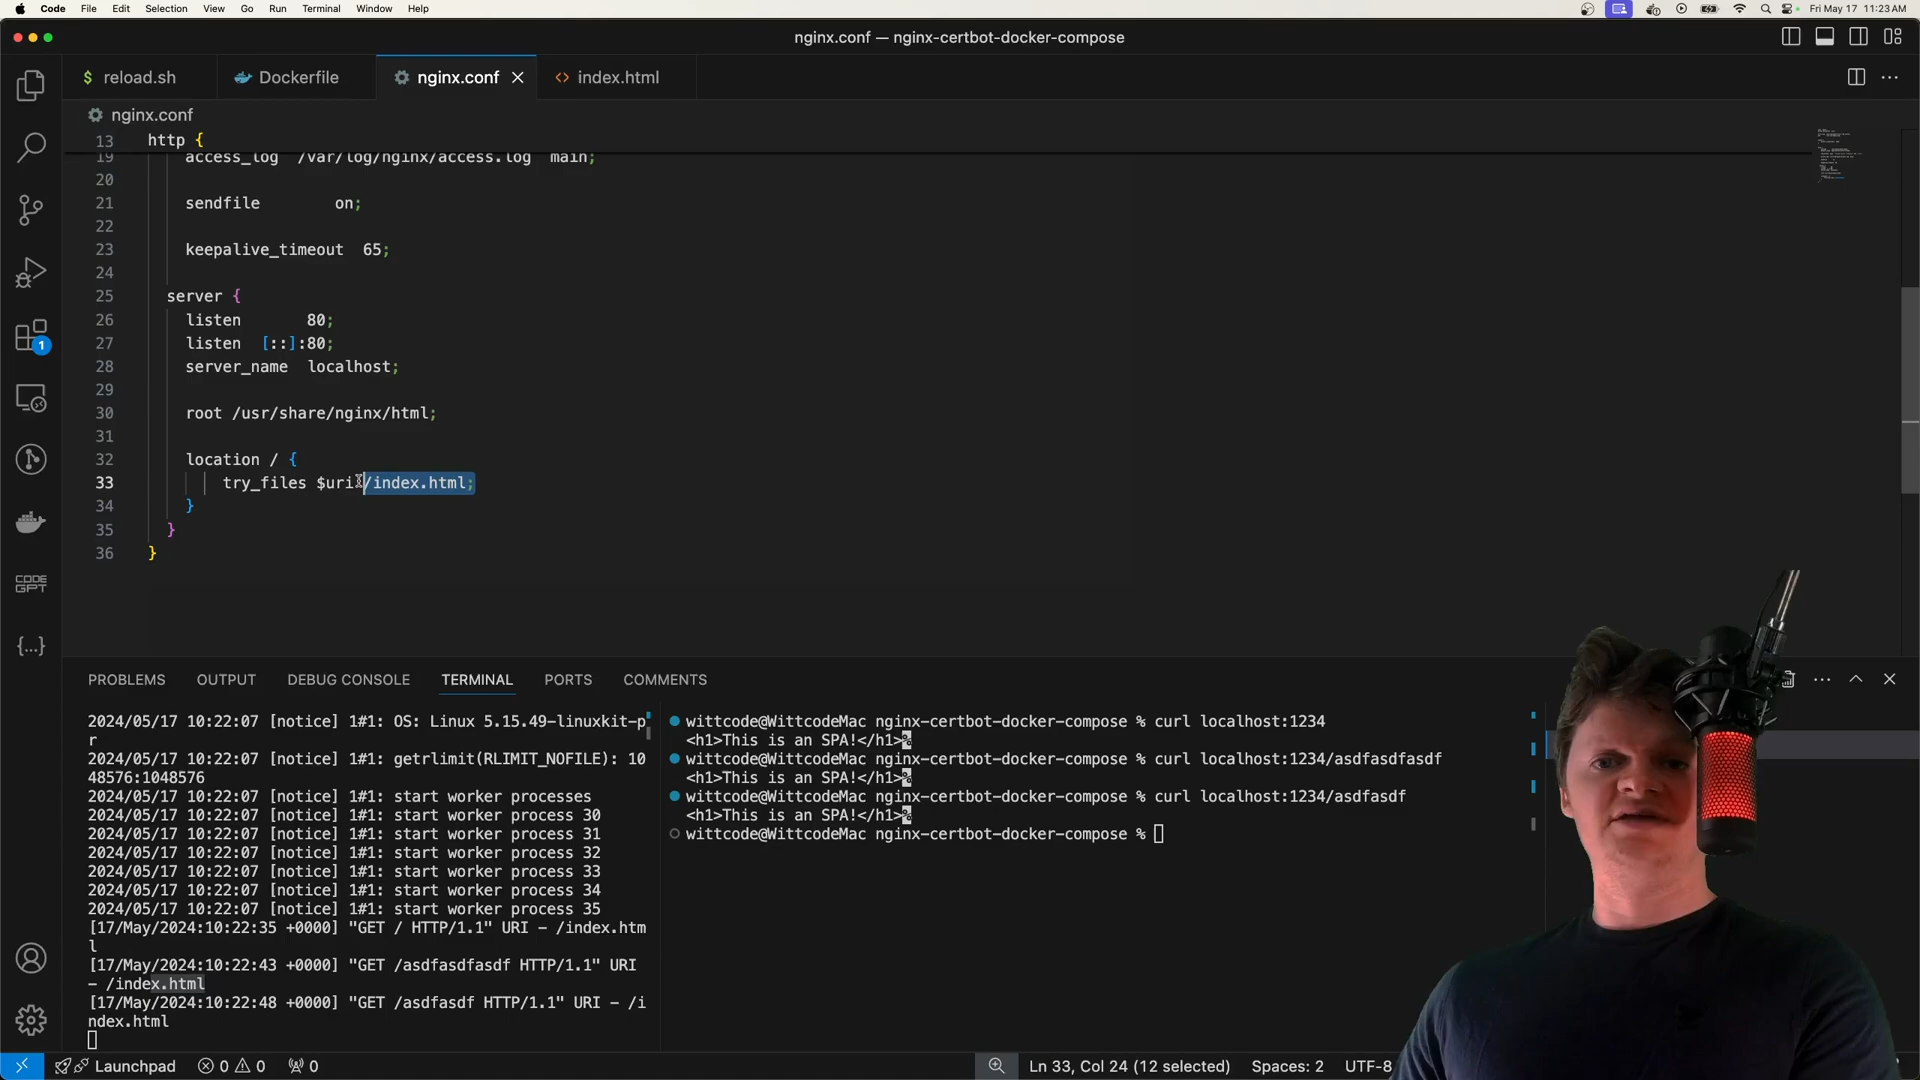 Code File Edit Selection View Go Run Terminal Window Help
Fri May 17 11:23 AM
nginx.conf — nginx-certbot-docker-compose
$ reload.sh
Dockerfile
nginx.conf
<> index.html
nginx.conf
13 http {
19 access_log /var/log/nginx/access.log main;
20
21 sendfile on;
22
23 keepalive_timeout 65;
24
25 server {
26 listen 80;
27 listen [::]:80;
28 server_name localhost;
29
30 root /usr/share/nginx/html;
31
32 location / {
33 try_files $uri /index.html;
34 }
35 }
36 }
1
CODE
GPT
{...}
PROBLEMS OUTPUT DEBUG CONSOLE TERMINAL PORTS COMMENTS
2024/05/17 10:22:07 [notice] 1#1: OS: Linux 5.15.49-linuxkit-p
r
2024/05/17 10:22:07 [notice] 1#1: getrlimit(RLIMIT_NOFILE): 10
48576:1048576
2024/05/17 10:22:07 [notice] 1#1: start worker processes
2024/05/17 10:22:07 [notice] 1#1: start worker process 30
2024/05/17 10:22:07 [notice] 1#1: start worker process 31
2024/05/17 10:22:07 [notice] 1#1: start worker process 32
2024/05/17 10:22:07 [notice] 1#1: start worker process 33
2024/05/17 10:22:07 [notice] 1#1: start worker process 34
2024/05/17 10:22:07 [notice] 1#1: start worker process 35
[17/May/2024:10:22:35 +0000] "GET / HTTP/1.1" URI - /index.htm
l
[17/May/2024:10:22:43 +0000] "GET /asdfasdfasdf HTTP/1.1" URI
- /index.html
[17/May/2024:10:22:48 +0000] "GET /asdfasdf HTTP/1.1" URI - /i
ndex.html
wittcode@WittcodeMac nginx-certbot-docker-compose % curl localhost:1234
<h1>This is an SPA!</h1>%
wittcode@WittcodeMac nginx-certbot-docker-compose % curl localhost:1234/asdfasdfasdf
<h1>This is an SPA!</h1>%
wittcode@WittcodeMac nginx-certbot-docker-compose % curl localhost:1234/asdfasdf
<h1>This is an SPA!</h1>%
wittcode@WittcodeMac nginx-certbot-docker-compose %
Launchpad 0 0 0
Ln 33, Col 24 (12 selected) Spaces: 2 UTF-8